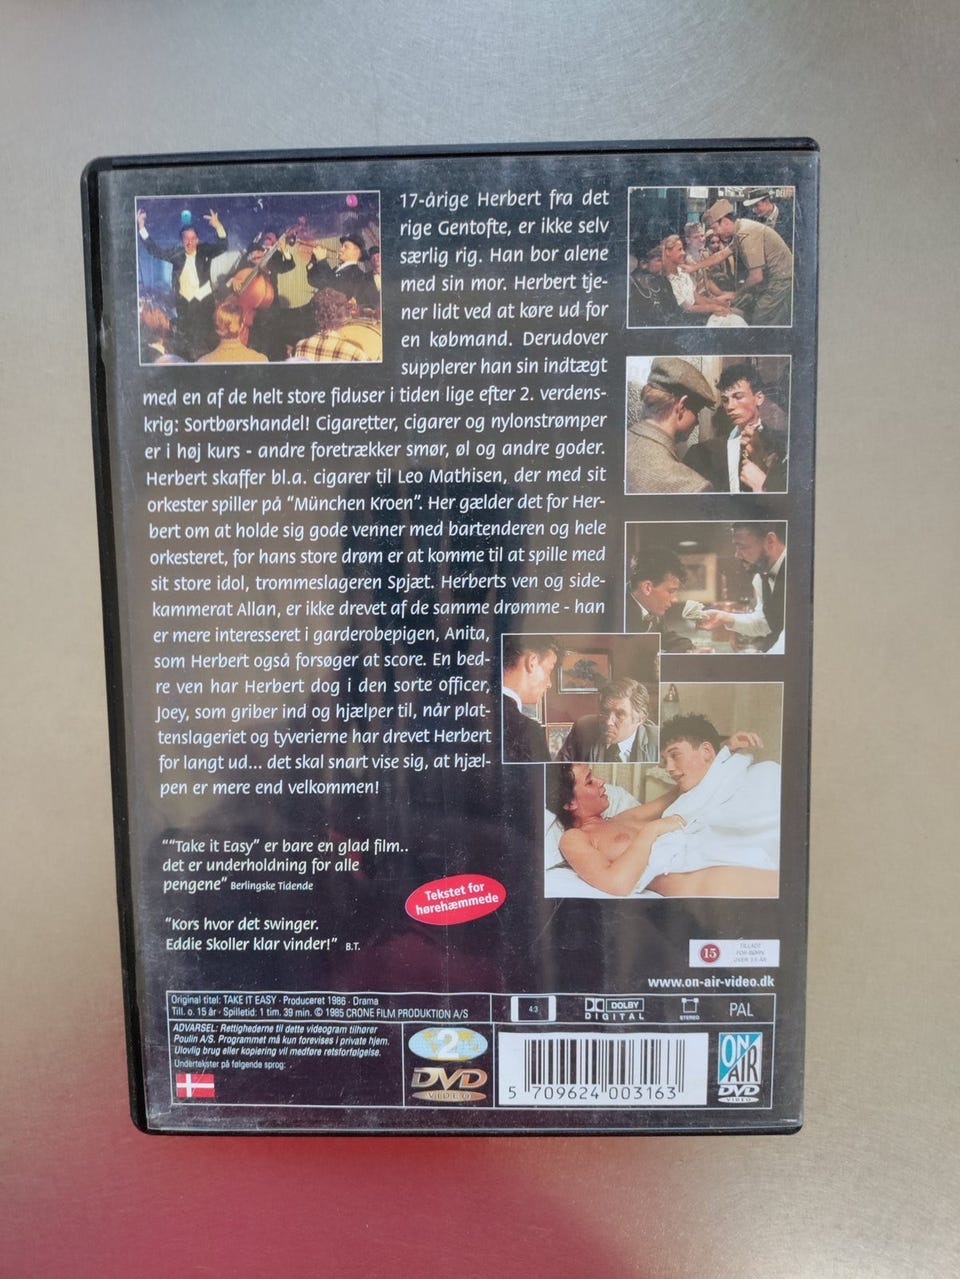 17-årige Herbert fra det
rige Gentofte, er ikke selv
særlig rig. Han bor alene
med sin mor. Herbert tje-
ner lidt ved at køre ud for
en købmand. Derudover
supplerer han sin indtægt
med en af de helt store fiduser i tiden lige efter 2. verdens-
krig: Sortbørshandel! Cigaretter, cigarer og nylonstrømper
er i høj kurs - andre foretrækker smør, øl og andre goder.
Herbert skaffer bl.a. cigarer til Leo Mathisen, der med sit
orkester spiller på "München Kroen". Her gælder det for Her-
bert om at holde sig gode venner med bartenderen og hele
orkesteret, for hans store drøm er at komme til at spille med
sit store idol, trommeslageren Spjæt. Herberts ven og side-
kammerat Allan, er ikke drevet af de samme drømme - han
er mere interesseret i garderobepigen, Anita,
som Herbert også forsøger at score. En bed-
re ven har Herbert dog i den sorte officer,
Joey, som griber ind og hjælper til, når plat-
tenslageriet og tyverierne har drevet Herbert
for langt ud... det skal snart vise sig, at hjæl-
pen er mere end velkommen!
""Take it Easy" er bare en glad film..
det er underholdning for alle
pengene" Berlingske Tidende
"Kors hvor det swinger.
Eddie Skoller klar vinder!" B.T.
Tekstet for
hørehæmmede
15
TILLADT
FOR BØRN
OVER 15 ÅR
www.on-air-video.dk
Original titel: TAKE IT EASY · Produceret 1986 · Drama
Till. o. 15 år · Spilletid: 1 tim. 39 min. © 1985 CRONE FILM PRODUKTION A/S
4:3
DOLBY
DIGITAL
STEREO
PAL
ADVARSEL: Rettighederne til dette videogram tilhører
Poulin A/S. Programmet må kun forevises i private hjem.
Ulovlig brug eller kopiering vil medføre retsforfølgelse.
Undertekster på følgende sprog: .
2
DVD
VIDEO
5 709624 003163
ON
AIR
DVD
VIDEO